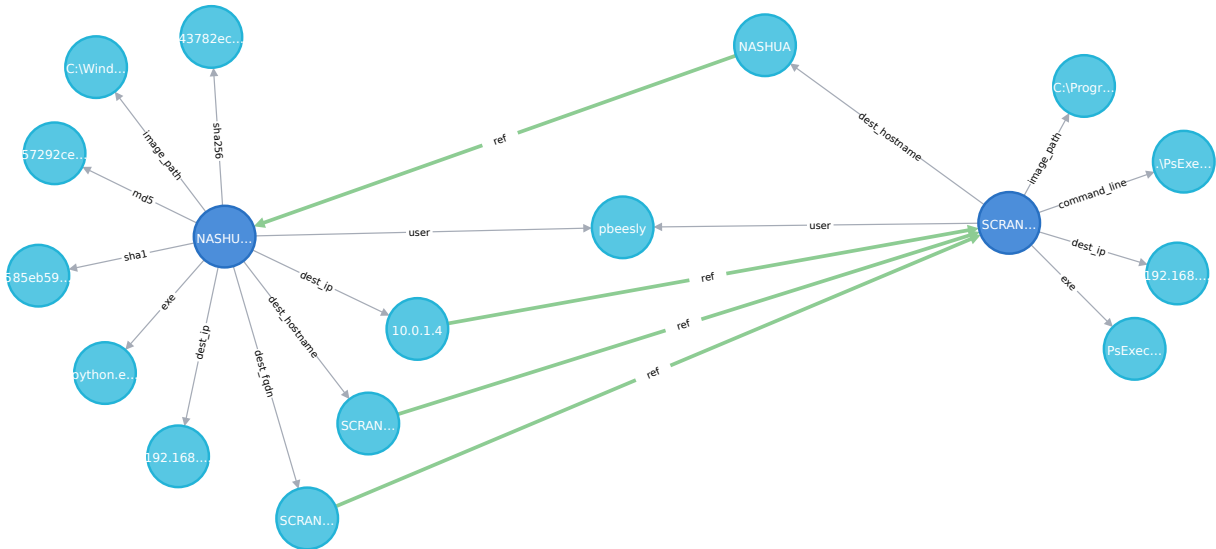 43782ec...
NASHUA
C:\Wind...
C:\Progr...
sha256
image_path
dest_hostname
ref
image_path
57292ce...
.\PsExe...
md5
command_line
NASHU...
user
pbeesly
user
SCRAN...
sha1
dest_ip
585eb59...
dest_ip
ref
192.168....
exe
dest_hostname
exe
10.0.1.4
ref
dest_ip
PsExec...
python.e...
dest_fqdn
ref
SCRAN...
192.168....
SCRAN...